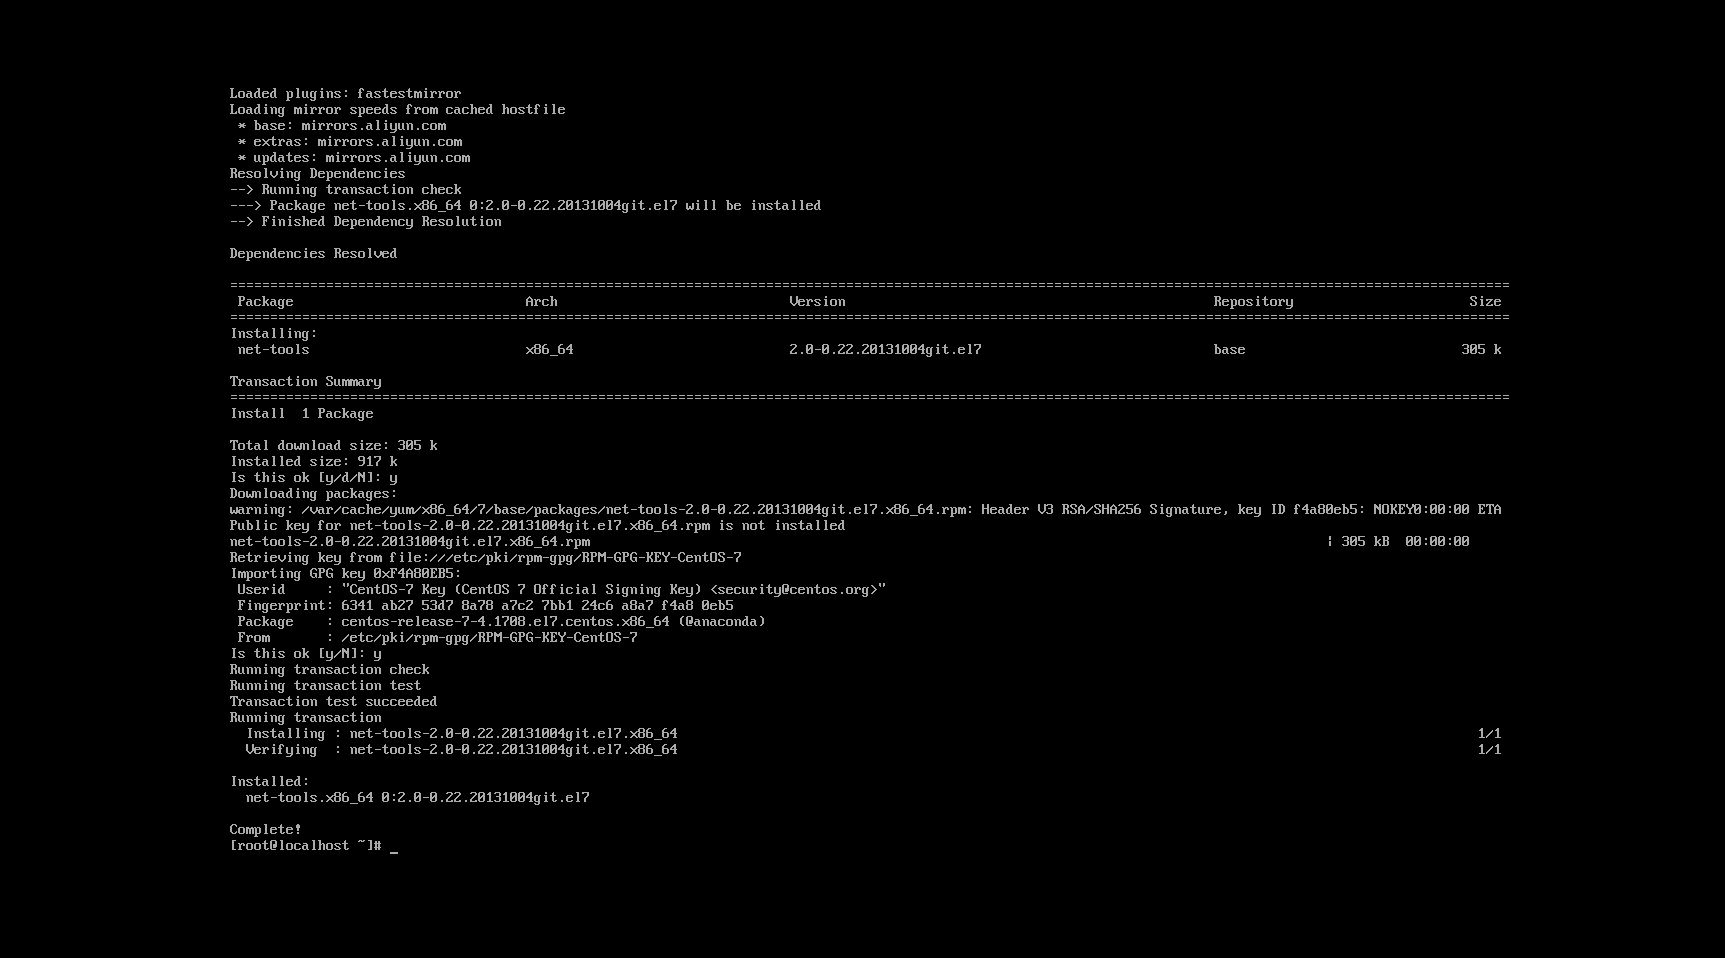 Loaded plugins: fastestmirror
Loading mirror speeds from cached hostfile
 * base: mirrors.aliyun.com
 * extras: mirrors.aliyun.com
 * updates: mirrors.aliyun.com
Resolving Dependencies
--> Running transaction check
---> Package net-tools.x86_64 0:2.0-0.22.20131004git.el7 will be installed
--> Finished Dependency Resolution

Dependencies Resolved

================================================================================================================================================================
 Package                             Arch                             Version                                              Repository                      Size
================================================================================================================================================================
Installing:
 net-tools                           x86_64                           2.0-0.22.20131004git.el7                             base                           305 k

Transaction Summary
================================================================================================================================================================
Install  1 Package

Total download size: 305 k
Installed size: 917 k
Is this ok [y/d/N]: y
Downloading packages:
warning: /var/cache/yum/x86_64/7/base/packages/net-tools-2.0-0.22.20131004git.el7.x86_64.rpm: Header V3 RSA/SHA256 Signature, key ID f4a80eb5: NOKEY0:00:00 ETA
Public key for net-tools-2.0-0.22.20131004git.el7.x86_64.rpm is not installed
net-tools-2.0-0.22.20131004git.el7.x86_64.rpm                                                                                            | 305 kB  00:00:00
Retrieving key from file:///etc/pki/rpm-gpg/RPM-GPG-KEY-CentOS-7
Importing GPG key 0xF4A80EB5:
 Userid     : "CentOS-7 Key (CentOS 7 Official Signing Key) <security@centos.org>"
 Fingerprint: 6341 ab27 53d7 8a78 a7c2 7bb1 24c6 a8a7 f4a8 0eb5
 Package    : centos-release-7-4.1708.el7.centos.x86_64 (@anaconda)
 From       : /etc/pki/rpm-gpg/RPM-GPG-KEY-CentOS-7
Is this ok [y/N]: y
Running transaction check
Running transaction test
Transaction test succeeded
Running transaction
  Installing : net-tools-2.0-0.22.20131004git.el7.x86_64                                                                                                    1/1
  Verifying  : net-tools-2.0-0.22.20131004git.el7.x86_64                                                                                                    1/1

Installed:
  net-tools.x86_64 0:2.0-0.22.20131004git.el7

Complete!
[root@localhost ~]# _